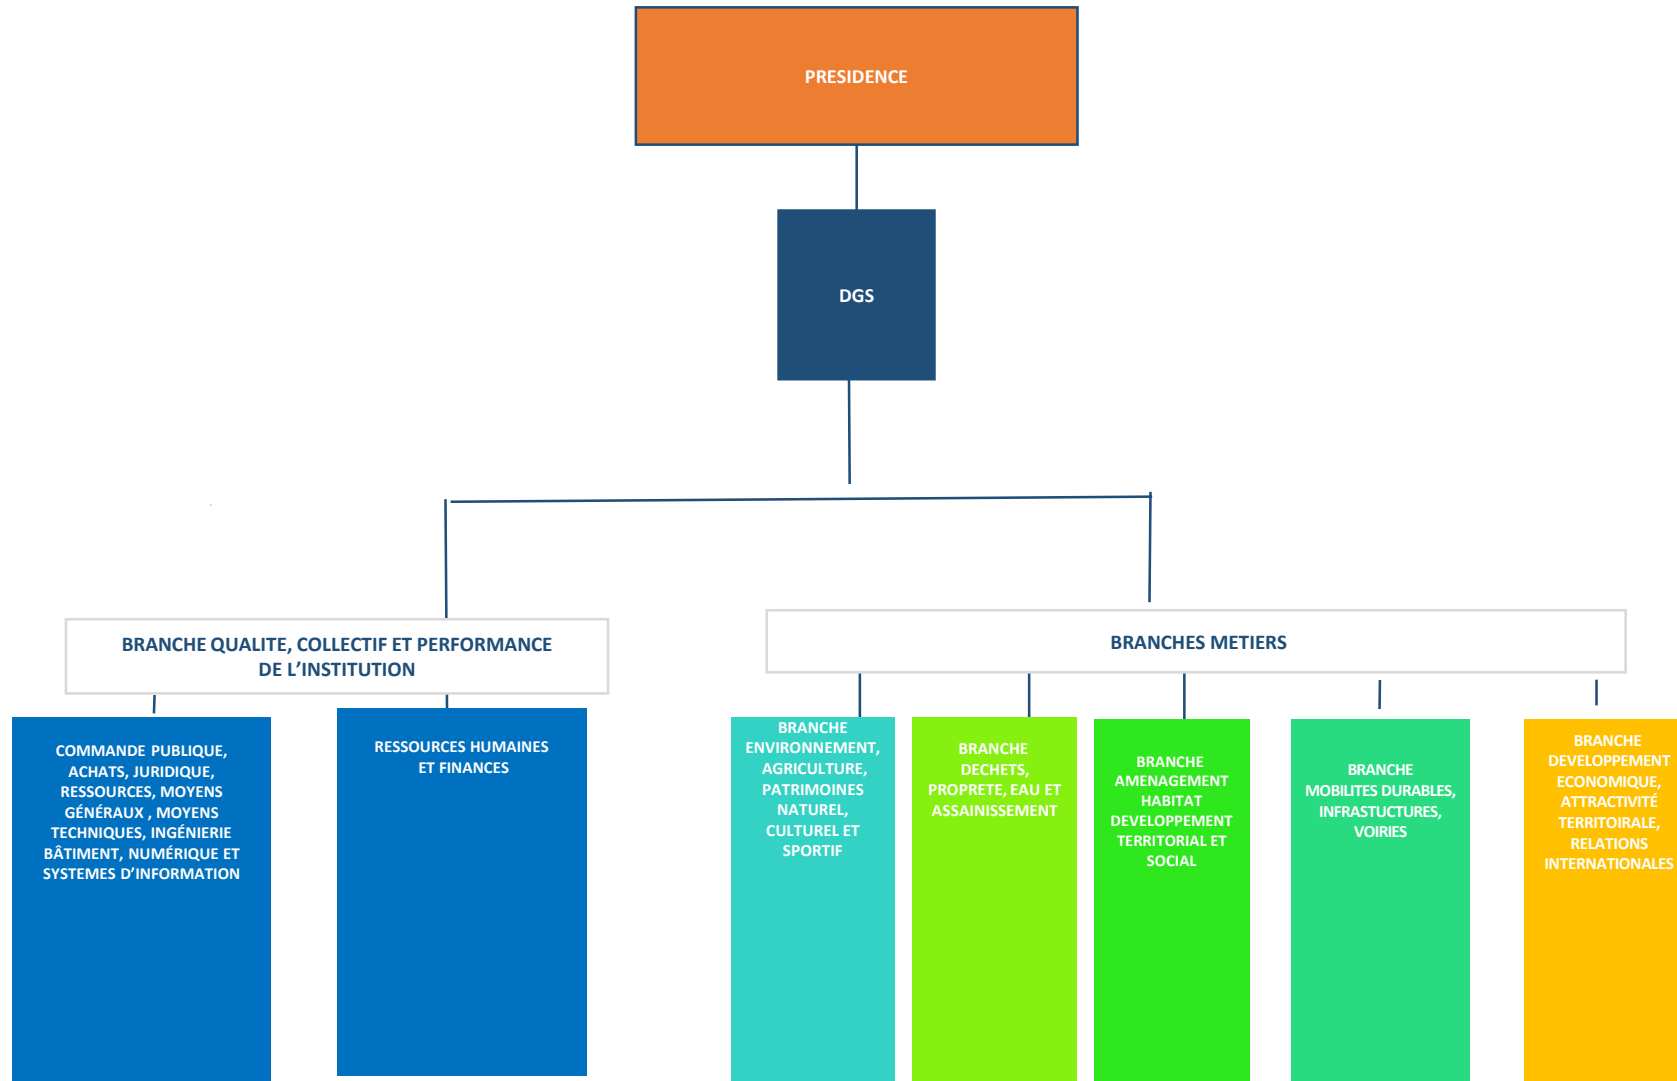 PRESIDENCE
DGS
BRANCHE QUALITE, COLLECTIF ET PERFORMANCE
DE L’INSTITUTION
BRANCHES METIERS
COMMANDE PUBLIQUE,
ACHATS, JURIDIQUE,
RESSOURCES, MOYENS
GÉNÉRAUX , MOYENS
TECHNIQUES, INGÉNIERIE
BÂTIMENT, NUMÉRIQUE ET
SYSTEMES D’INFORMATION
RESSOURCES HUMAINES
ET FINANCES
BRANCHE
ENVIRONNEMENT,
AGRICULTURE,
PATRIMOINES
NATUREL,
CULTUREL ET
SPORTIF
BRANCHE
DECHETS,
PROPRETE, EAU ET
ASSAINISSEMENT
BRANCHE
AMENAGEMENT
HABITAT
DEVELOPPEMENT
TERRITORIAL ET
SOCIAL
BRANCHE
MOBILITES DURABLES,
INFRASTUCTURES,
VOIRIES
BRANCHE
DEVELOPPEMENT
ECONOMIQUE,
ATTRACTIVITÉ
TERRITOIRALE,
RELATIONS
INTERNATIONALES